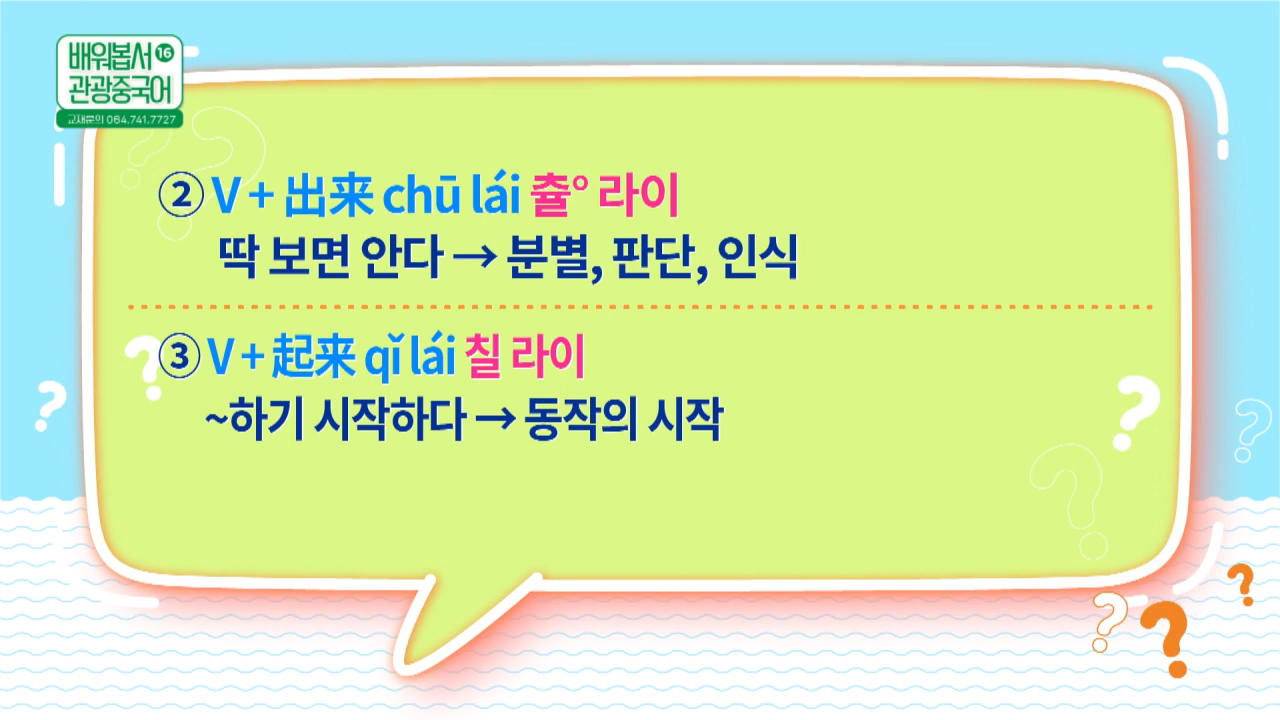 배워봅서 16
관광중국어
교재문의 064.741.7727
② V + 出来 chū lái 츌° 라이
딱 보면 안다 → 분별, 판단, 인식
③ V + 起来 qǐ lái 칠 라이
~하기 시작하다 → 동작의 시작